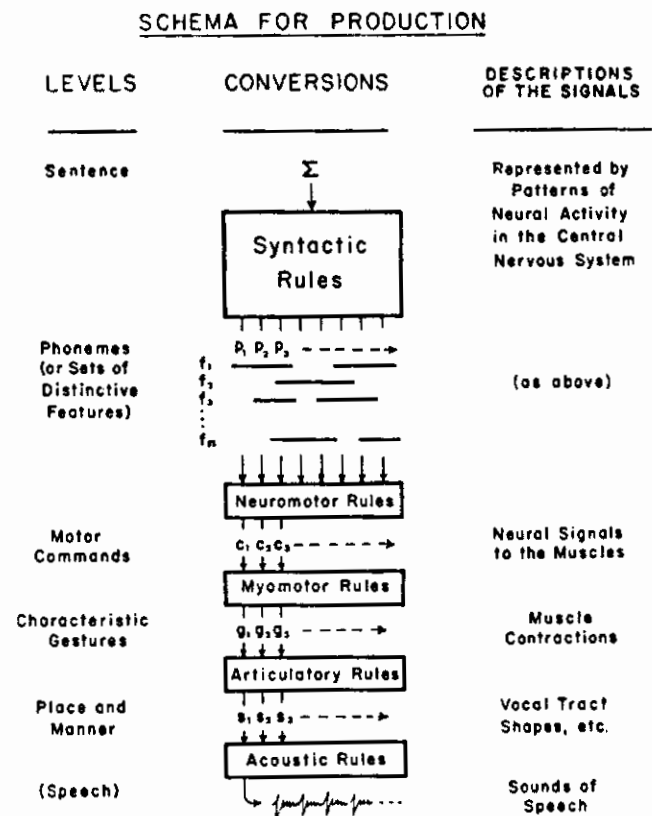 SCHEMA FOR PRODUCTION
LEVELS CONVERSIONS DESCRIPTIONS OF THE SIGNALS
Sentence
Σ
Represented by
Patterns of
Neural Activity
in the Central
Nervous System
Syntactic
Rules
Phonemes
(or Sets of
Distinctive
Features)
p₁ p₂ p₃
f₁
f₂
f₃
fₙ
(as above)
Neuromotor Rules
Motor
Commands
c₁ c₂ c₃
Neural Signals
to the Muscles
Myomotor Rules
Characteristic
Gestures
g₁ g₂ g₃
Muscle
Contractions
Articulatory Rules
Place and
Manner
s₁ s₂ s₃
Vocal Tract
Shapes, etc.
Acoustic Rules
(Speech)
Sounds of
Speech